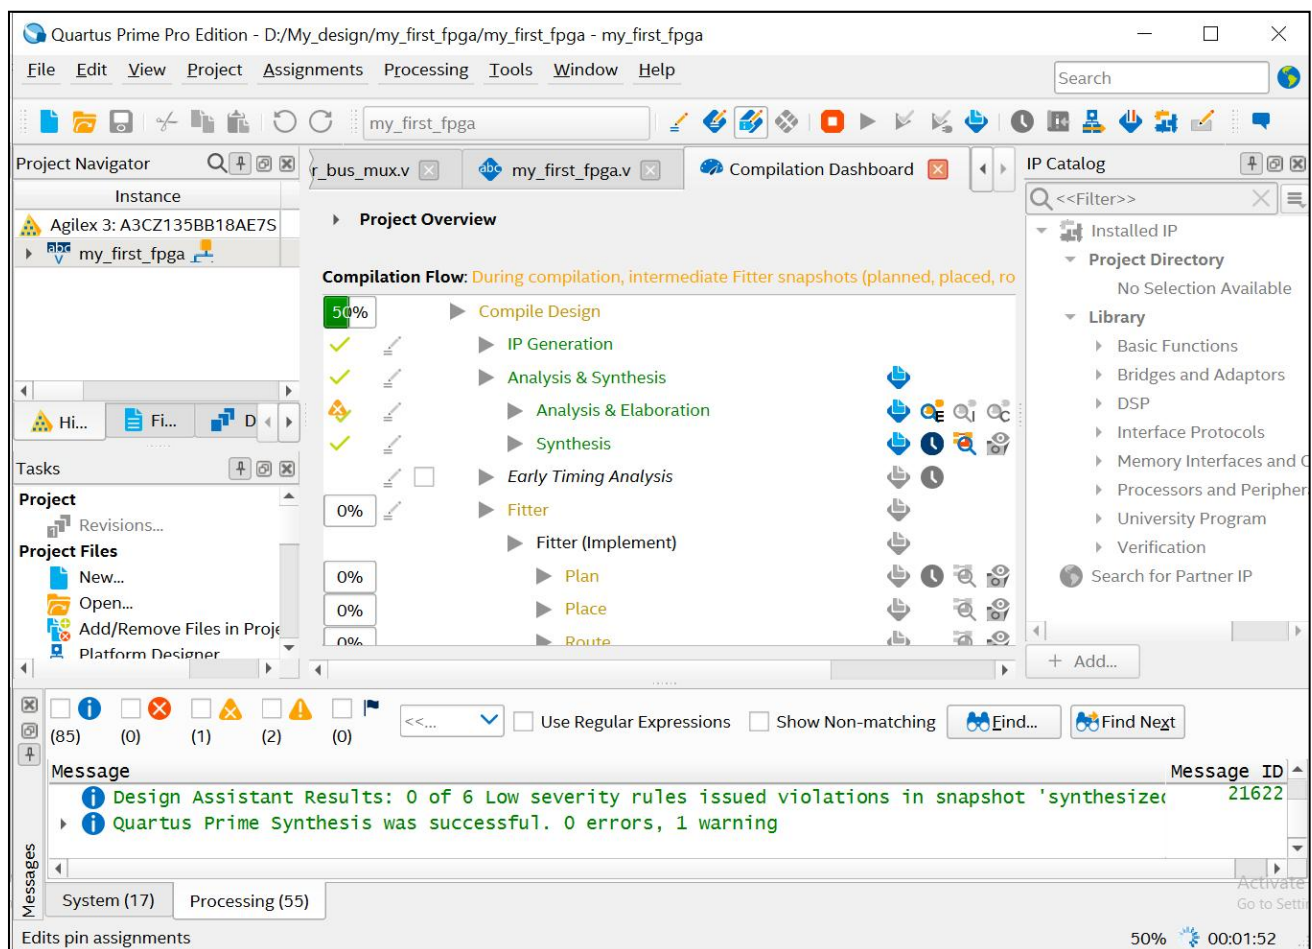 Quartus Prime Pro Edition - D:/My_design/my_first_fpga/my_first_fpga - my_first_fpga
File Edit View Project Assignments Processing Tools Window Help
Search
my_first_fpga
Project Navigator
Instance
Agilex 3: A3CZ135BB18AE7S
my_first_fpga
Hi...
Fi...
D
Tasks
Project
Revisions...
Project Files
New...
Open...
Add/Remove Files in Proje
Platform Designer
r_bus_mux.v
my_first_fpga.v
Compilation Dashboard
Project Overview
Compilation Flow: During compilation, intermediate Fitter snapshots (planned, placed, ro
50% Compile Design
IP Generation
Analysis & Synthesis
Analysis & Elaboration
Synthesis
Early Timing Analysis
0% Fitter
Fitter (Implement)
0% Plan
0% Place
0% Route
IP Catalog
<<Filter>>
Installed IP
Project Directory
No Selection Available
Library
Basic Functions
Bridges and Adaptors
DSP
Interface Protocols
Memory Interfaces and C
Processors and Peripher
University Program
Verification
Search for Partner IP
+ Add...
(85) (0) (1) (2) (0)
<<... Use Regular Expressions Show Non-matching Find... Find Next
Message Message ID
Design Assistant Results: 0 of 6 Low severity rules issued violations in snapshot 'synthesized 21622
Quartus Prime Synthesis was successful. 0 errors, 1 warning
Messages
System (17) Processing (55)
Activate
Go to Settin
Edits pin assignments
50% 00:01:52